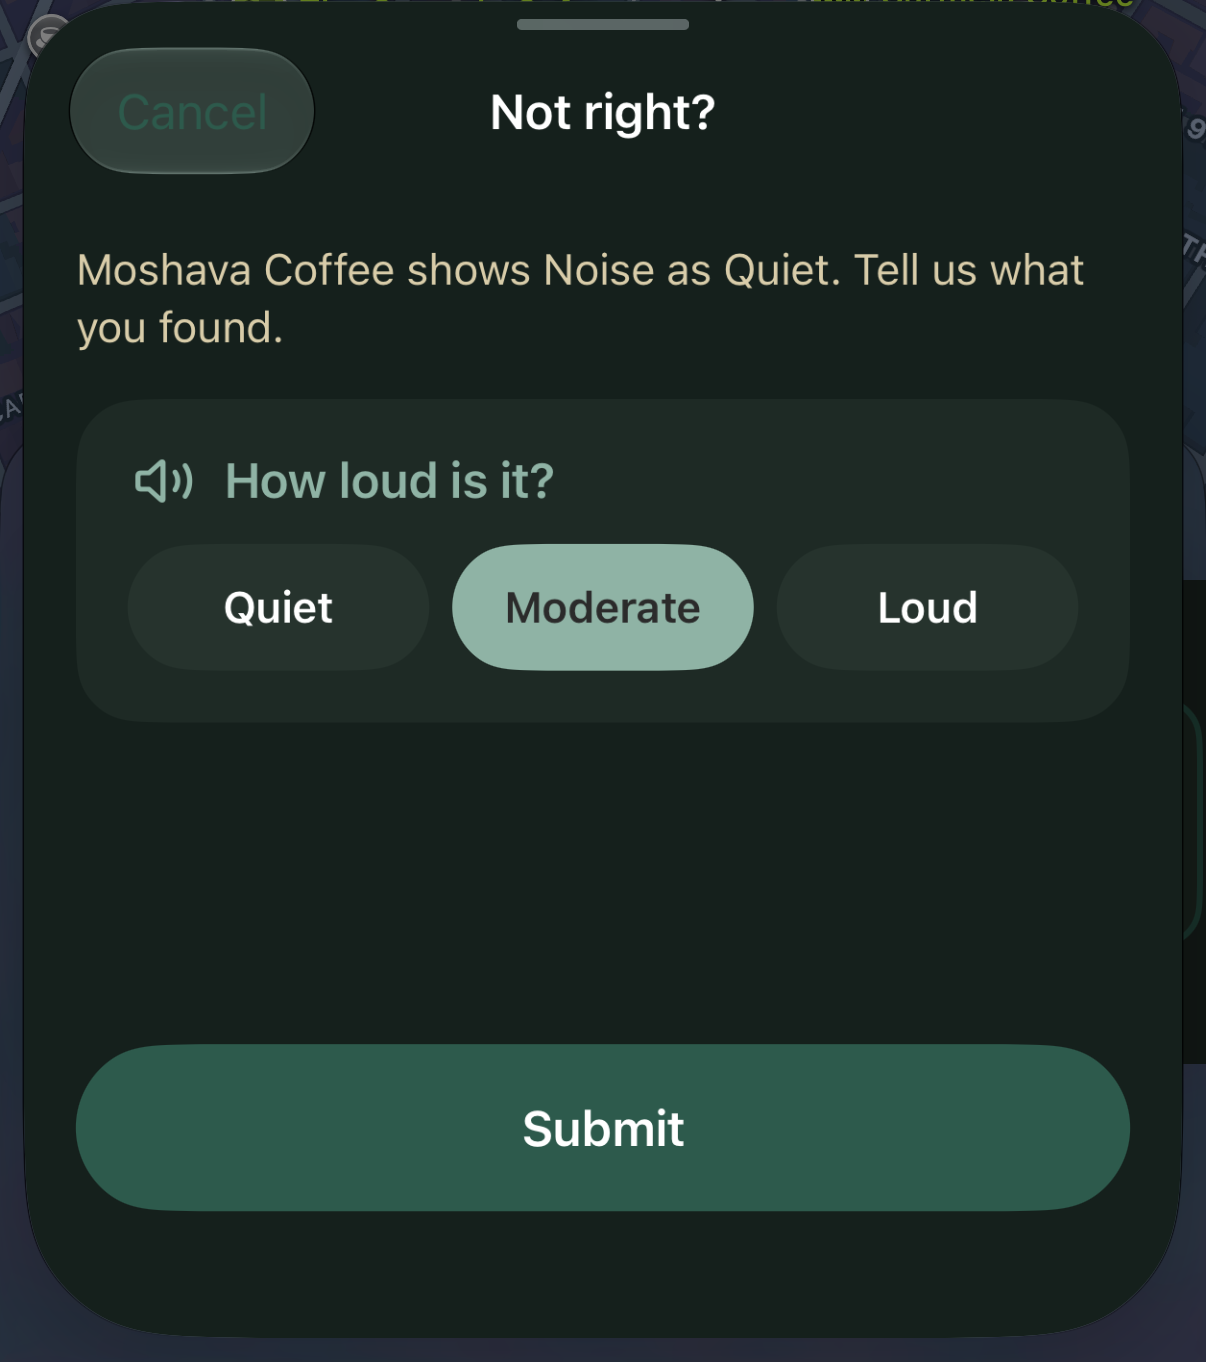 Cancel
Not right?
Moshava Coffee shows Noise as Quiet. Tell us what
you found.
How loud is it?
Quiet
Moderate
Loud
Submit